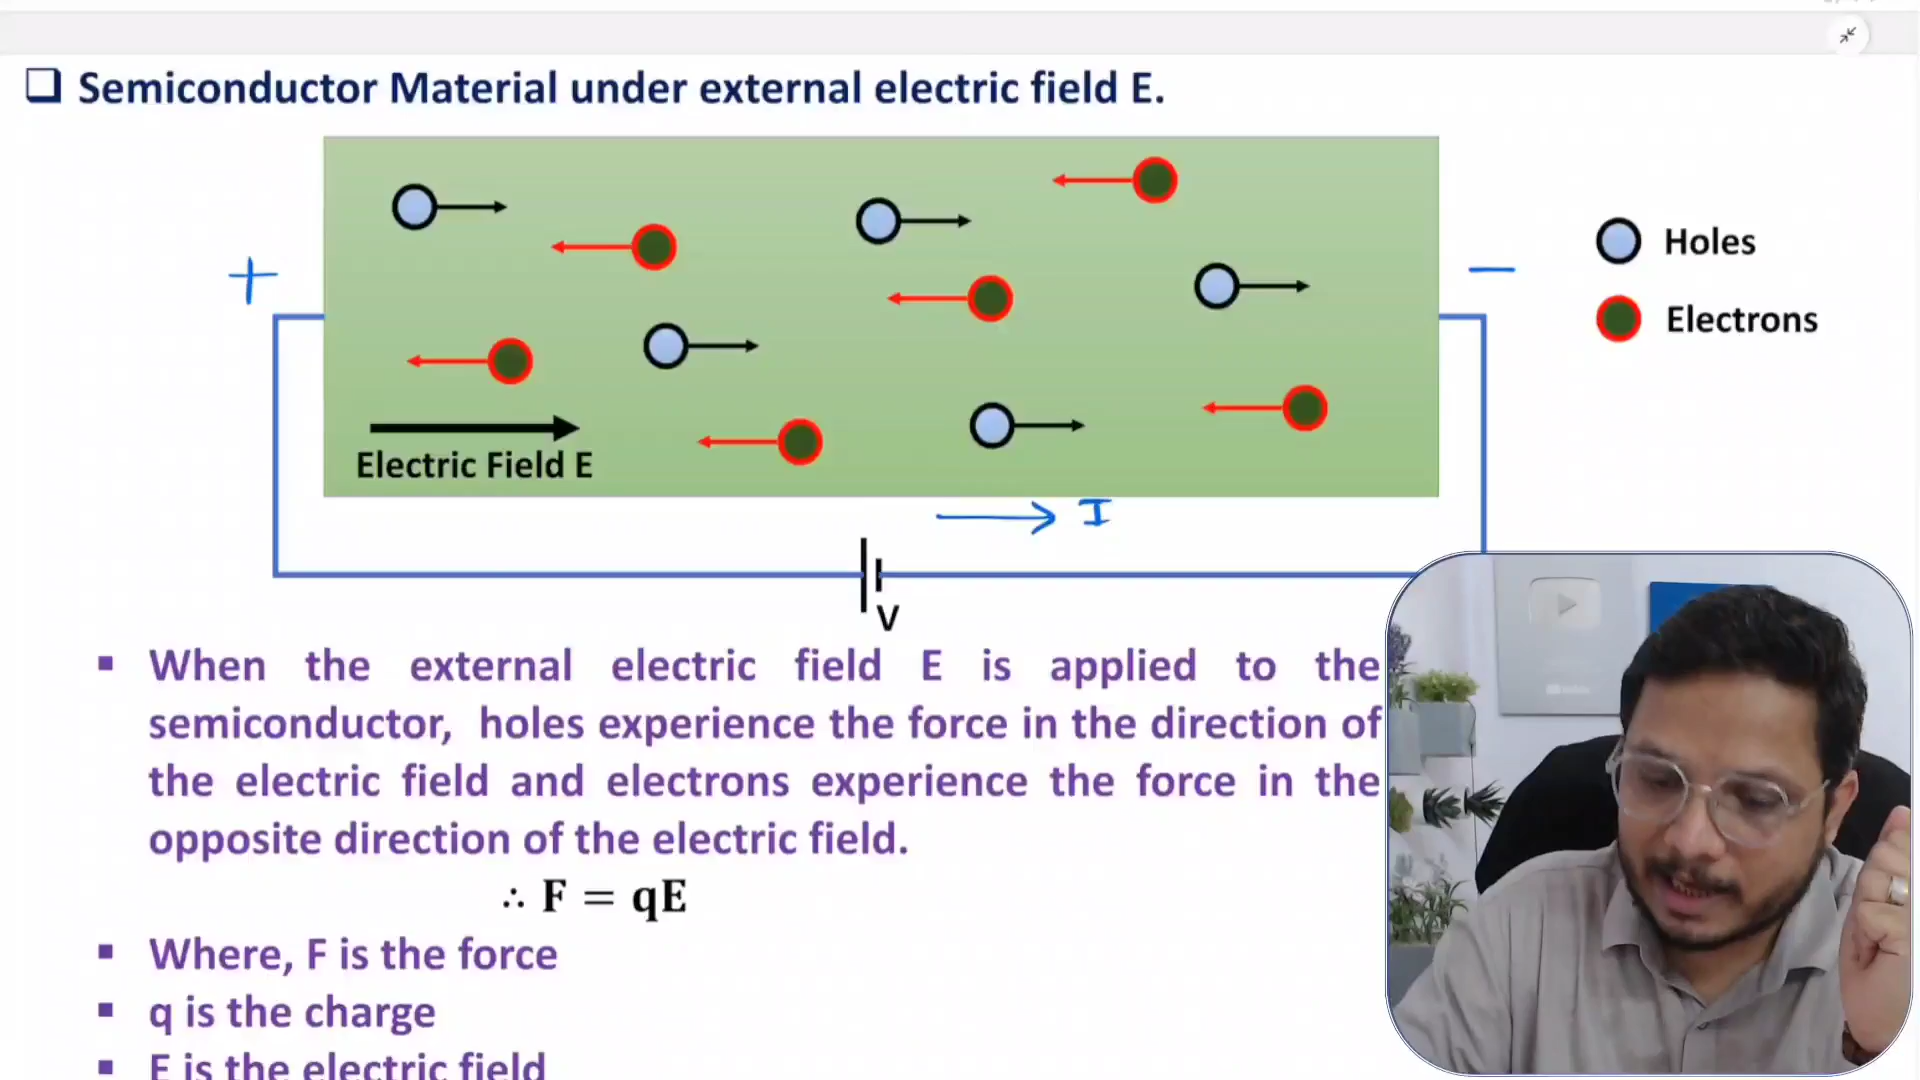 ❑ Semiconductor Material under external electric field E.
+
−
Holes
Electrons
Electric Field E
→ I
V
▪ When the external electric field E is applied to the
semiconductor, holes experience the force in the direction of
the electric field and electrons experience the force in the
opposite direction of the electric field.
∴ F = qE
▪ Where, F is the force
▪ q is the charge
▪ E is the electric field